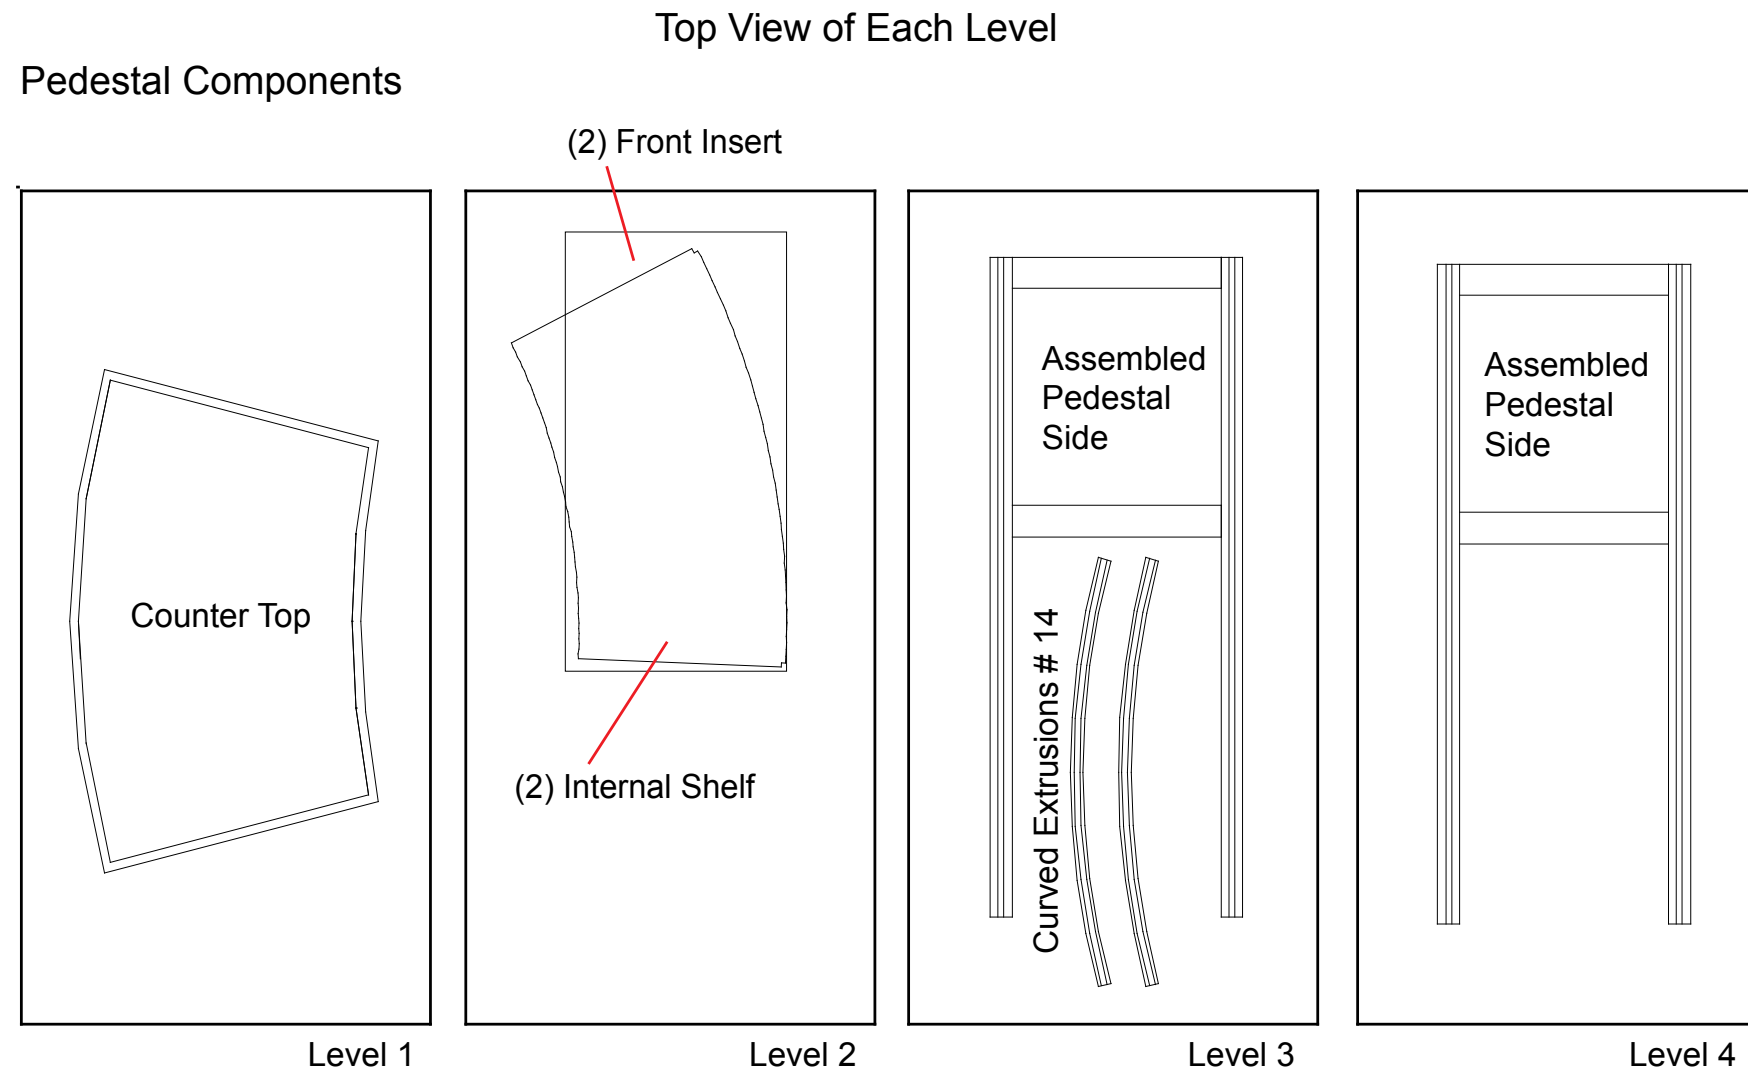 Top View of Each Level
Pedestal Components
(2) Front Insert
Counter Top
(2) Internal Shelf
Assembled
Pedestal
Side
Curved Extrusions # 14
Assembled
Pedestal
Side
Level 1
Level 2
Level 3
Level 4